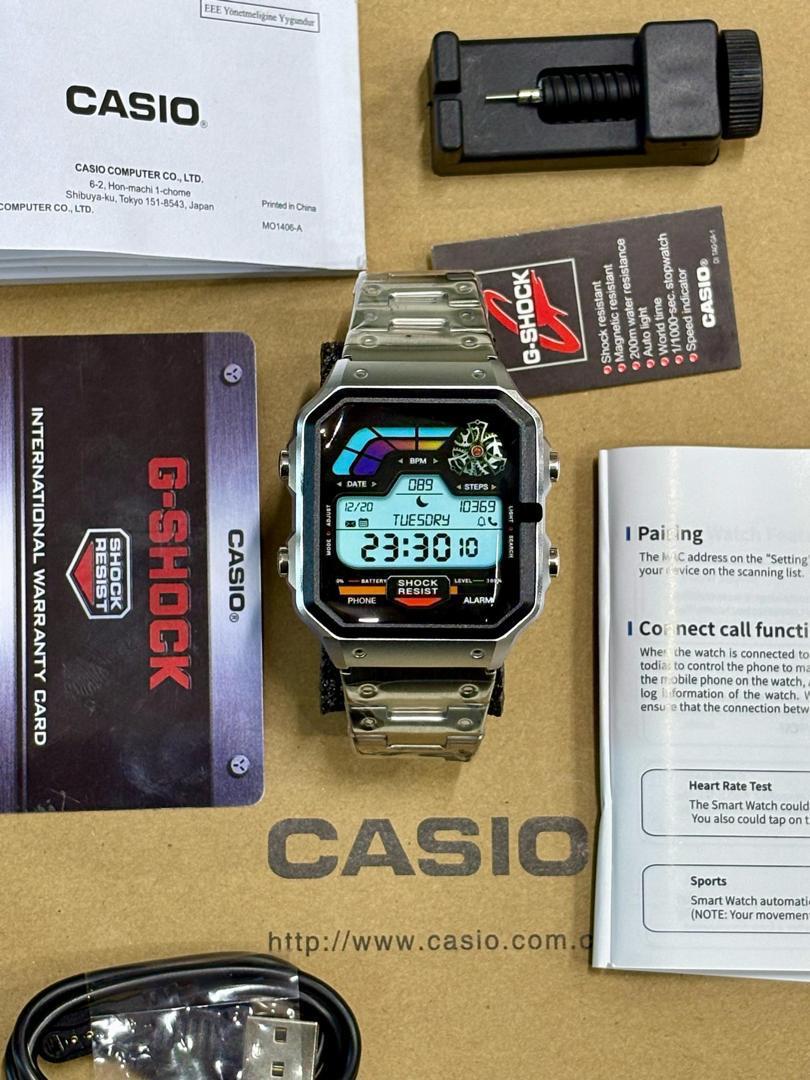 EEE Yönetmeligine Yygundur
CASIO®
CASIO COMPUTER CO., LTD.
6-2, Hon-machi 1-chome
Shibuya-ku, Tokyo 151-8543, Japan
COMPUTER CO., LTD.
Printed in China
MO1406-A
G-SHOCK
Shock resistant
Magnetic resistant
200m water resistance
Auto light
World time
1/1000-sec. stopwatch
Speed indicator
CASIO®
CASIO®
G-SHOCK
SHOCK
RESIST
INTERNATIONAL WARRANTY CARD
BPM
DATE
089
STEPS
12/20
10369
TUESDAY
23:30 10
ADJUST
MODE
LIGHT
SEARCH
0%
BATTERY
LEVEL
100%
SHOCK
RESIST
PHONE
ALARM
Pairing
The MAC address on the "Setting
your device on the scanning list.
Connect call functi
When the watch is connected to
todial to control the phone to ma
the mobile phone on the watch,
log information of the watch. W
ensure that the connection betw
Heart Rate Test
The Smart Watch could
You also could tap on t
Sports
Smart Watch automati
(NOTE: Your movemen
CASIO
http://www.casio.com.c